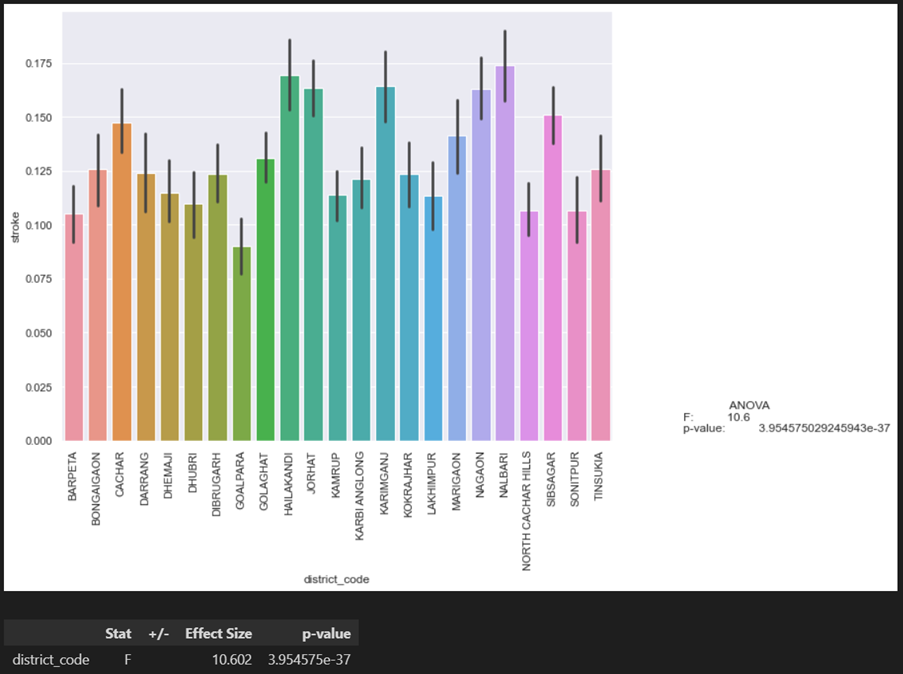 0.175
0.150
0.125
0.100
0.075
0.050
0.025
0.000
stroke
BARPETA
BONGAIGAON
CACHAR
DARRANG
DHEMAJI
DHUBRI
DIBRUGARH
GOALPARA
GOLAGHAT
HAILAKANDI
JORHAT
KAMRUP
KARBI ANGLONG
KARIMGANJ
KOKRAJHAR
LAKHIMPUR
MARIGAON
NAGAON
NALBARI
NORTH CACHAR HILLS
SIBSAGAR
SONITPUR
TINSUKIA
district_code
ANOVA
F: 10.6
p-value: 3.954575029245943e-37
Stat +/- Effect Size p-value
district_code F 10.602 3.954575e-37